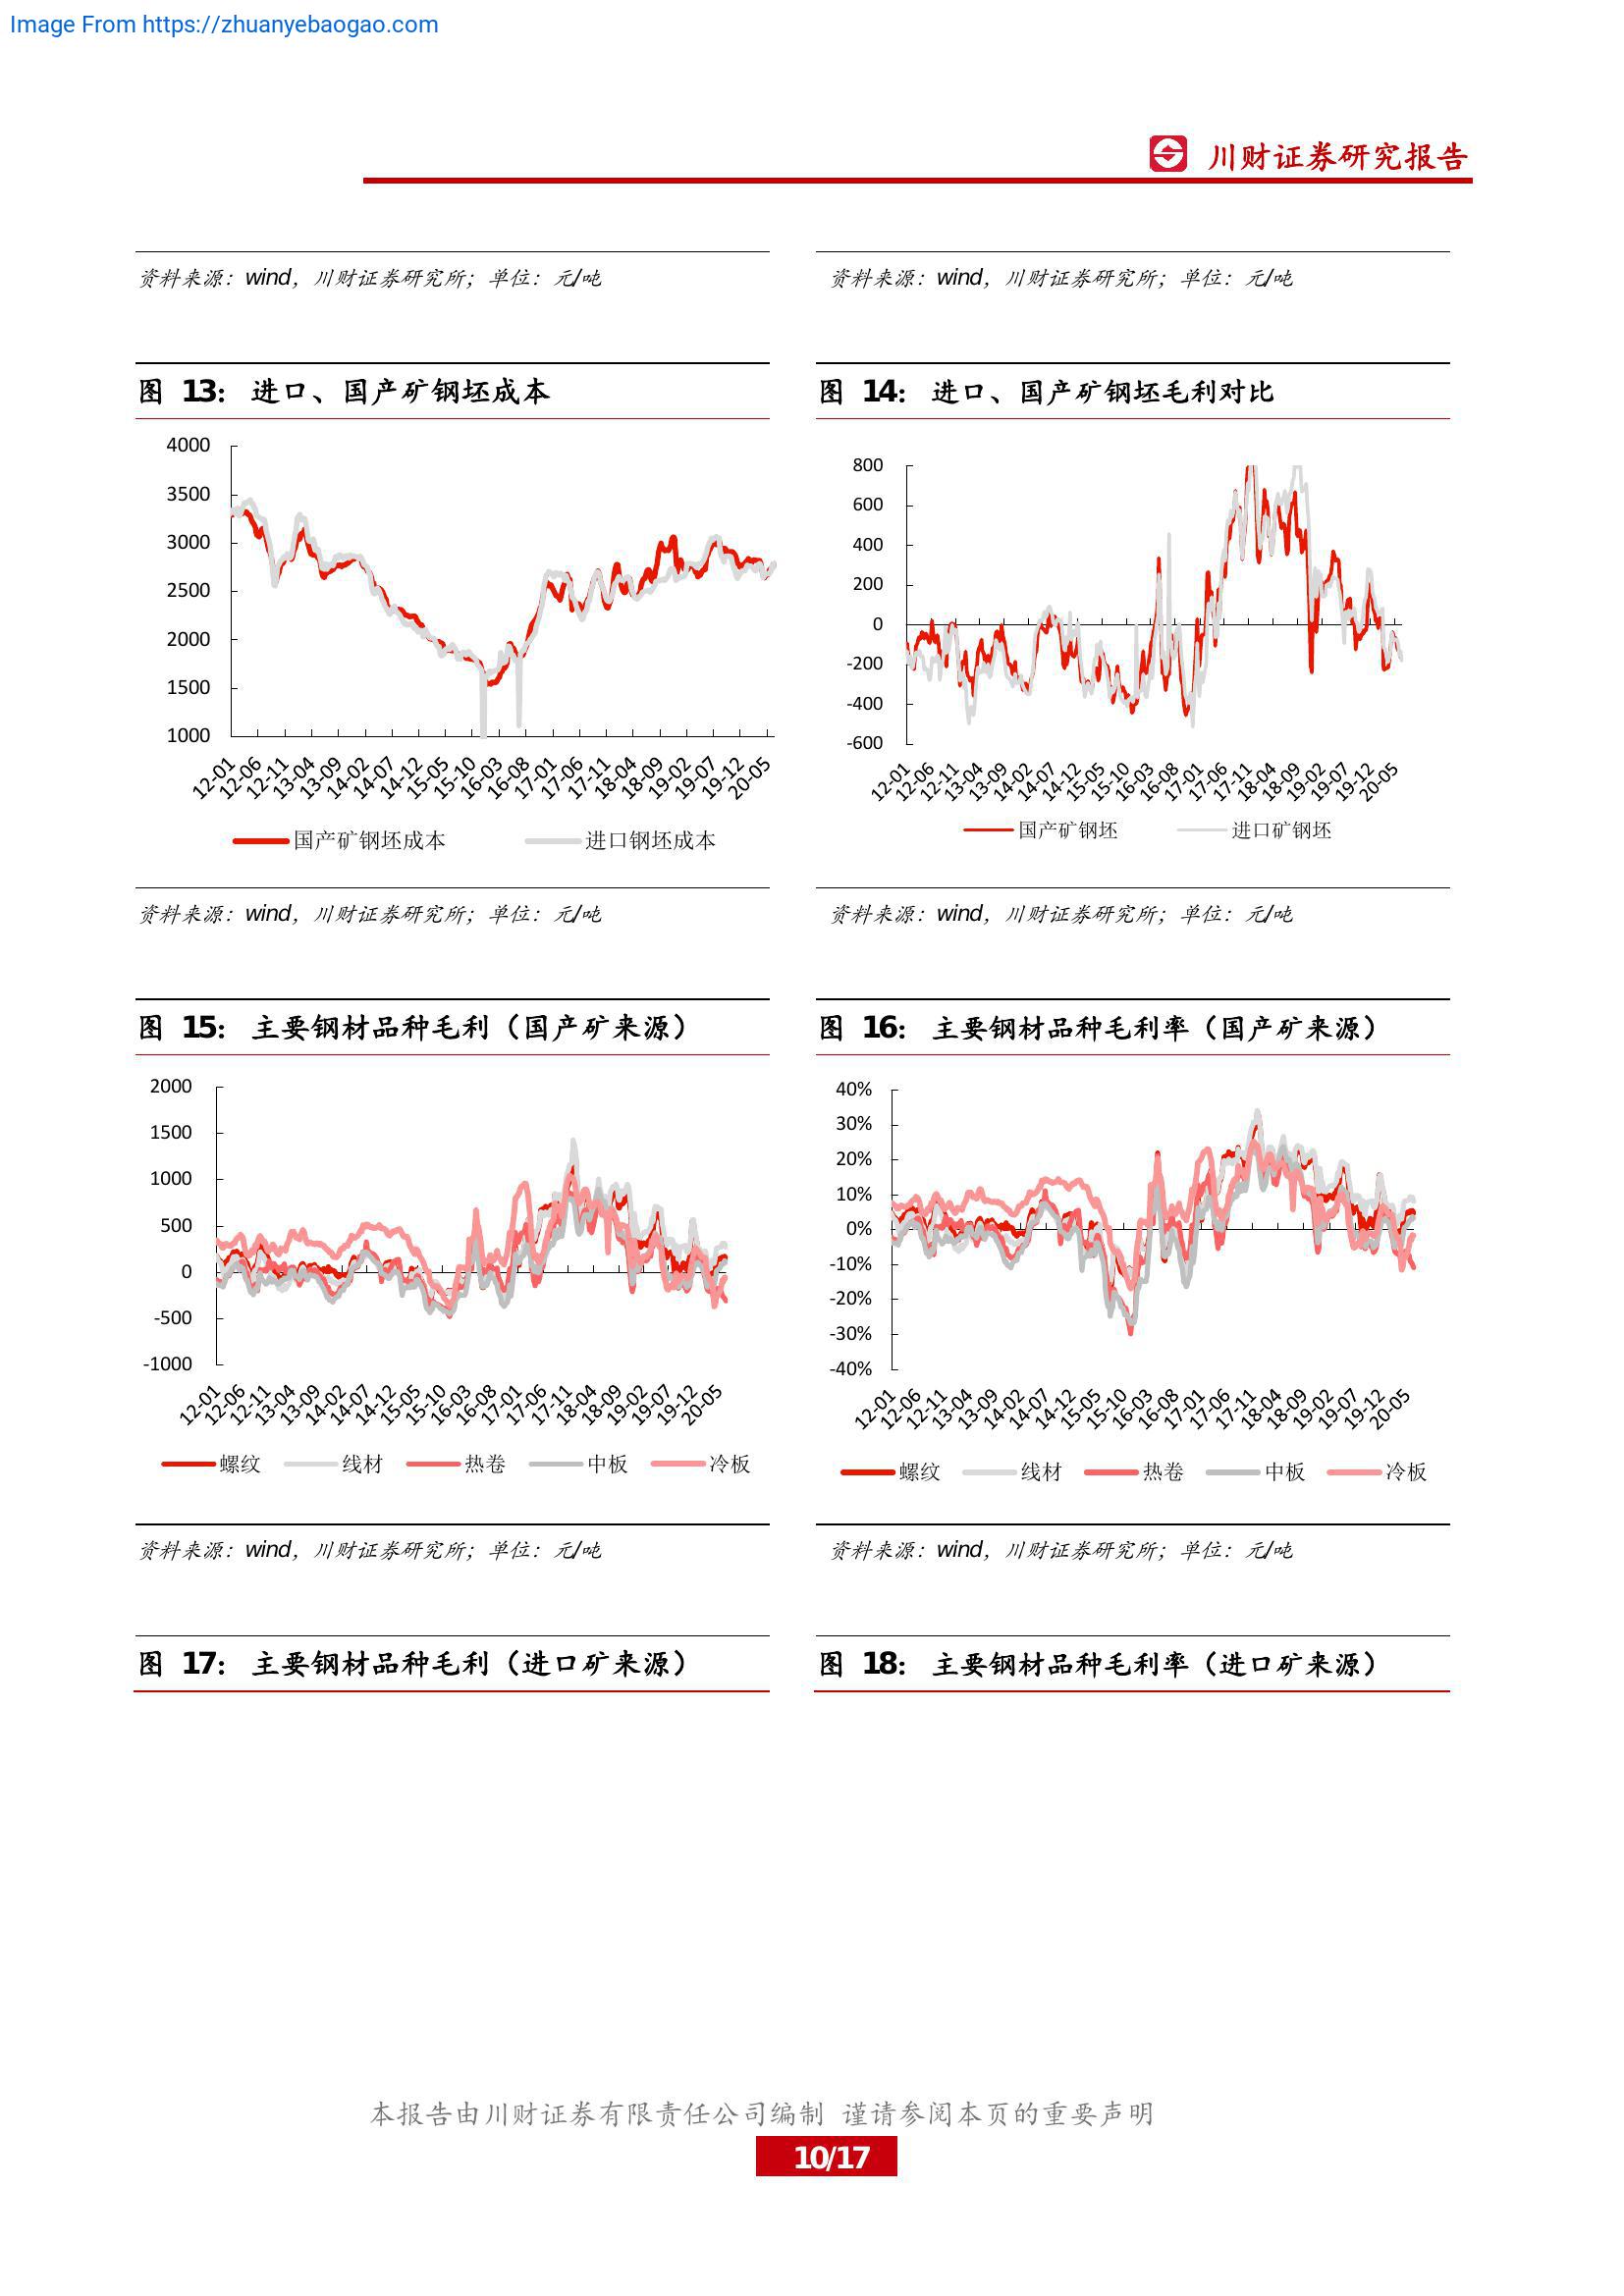 Image From https://zhuanyebaogao.com
川财证券研究报告
资料来源：wind，川财证券研究所；单位：元/吨
资料来源：wind，川财证券研究所；单位：元/吨
图 13： 进口、国产矿钢坯成本
图 14： 进口、国产矿钢坯毛利对比
4000
3500
3000
2500
2000
1500
1000
12-01 12-06 12-11 13-04 13-09 14-02 14-07 14-12 15-05 15-10 16-03 16-08 17-01 17-06 17-11 18-04 18-09 19-02 19-07 19-12 20-05
国产矿钢坯成本 进口钢坯成本
800
600
400
200
0
-200
-400
-600
12-01 12-06 12-11 13-04 13-09 14-02 14-07 14-12 15-05 15-10 16-03 16-08 17-01 17-06 17-11 18-04 18-09 19-02 19-07 19-12 20-05
国产矿钢坯 进口矿钢坯
资料来源：wind，川财证券研究所；单位：元/吨
资料来源：wind，川财证券研究所；单位：元/吨
图 15： 主要钢材品种毛利（国产矿来源）
图 16： 主要钢材品种毛利率（国产矿来源）
2000
1500
1000
500
0
-500
-1000
12-01 12-06 12-11 13-04 13-09 14-02 14-07 14-12 15-05 15-10 16-03 16-08 17-01 17-06 17-11 18-04 18-09 19-02 19-07 19-12 20-05
螺纹 线材 热卷 中板 冷板
40%
30%
20%
10%
0%
-10%
-20%
-30%
-40%
12-01 12-06 12-11 13-04 13-09 14-02 14-07 14-12 15-05 15-10 16-03 16-08 17-01 17-06 17-11 18-04 18-09 19-02 19-07 19-12 20-05
螺纹 线材 热卷 中板 冷板
资料来源：wind，川财证券研究所；单位：元/吨
资料来源：wind，川财证券研究所；单位：元/吨
图 17： 主要钢材品种毛利（进口矿来源）
图 18： 主要钢材品种毛利率（进口矿来源）
本报告由川财证券有限责任公司编制 谨请参阅本页的重要声明
10/17